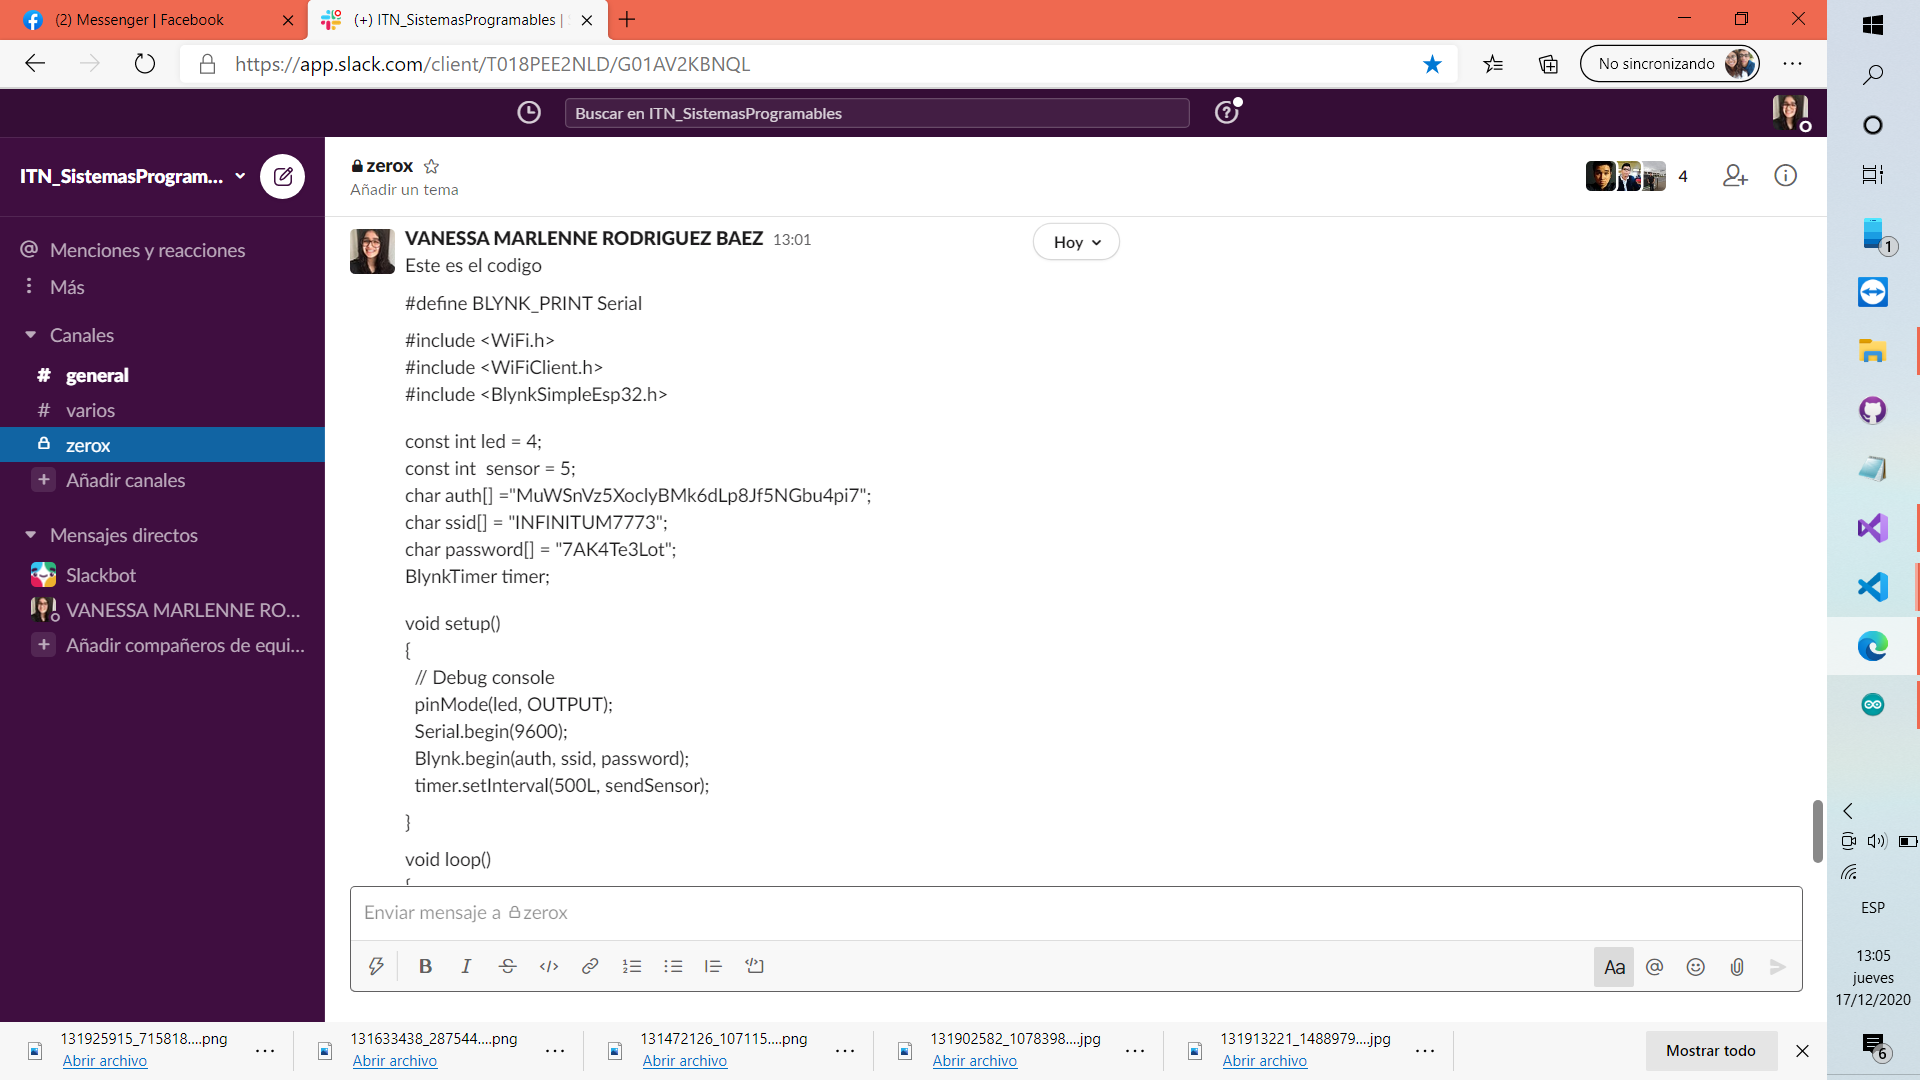 (2) Messenger | Facebook
(+) ITN_SistemasProgramables |
https://app.slack.com/client/T018PEE2NLD/G01AV2KBNQL
No sincronizando
Buscar en ITN_SistemasProgramables
ITN_SistemasProgram...
Menciones y reacciones
Más
Canales
# general
# varios
zerox
+ Añadir canales
Mensajes directos
Slackbot
VANESSA MARLENNE RO...
+ Añadir compañeros de equi...
zerox
Añadir un tema
4
Hoy
VANESSA MARLENNE RODRIGUEZ BAEZ 13:01
Este es el codigo
#define BLYNK_PRINT Serial
#include <WiFi.h>
#include <WiFiClient.h>
#include <BlynkSimpleEsp32.h>
const int led = 4;
const int  sensor = 5;
char auth[] ="MuWSnVz5XoclyBMk6dLp8Jf5NGbu4pi7";
char ssid[] = "INFINITUM7773";
char password[] = "7AK4Te3Lot";
BlynkTimer timer;
void setup()
{
// Debug console
pinMode(led, OUTPUT);
Serial.begin(9600);
Blynk.begin(auth, ssid, password);
timer.setInterval(500L, sendSensor);
}
void loop()
{
Enviar mensaje a zerox
B I S </> Aa @
131925915_715818....png
Abrir archivo
131633438_287544....png
Abrir archivo
131472126_107115....png
Abrir archivo
131902582_1078398....jpg
Abrir archivo
131913221_1488979....jpg
Abrir archivo
Mostrar todo
1
ESP
13:05
jueves
17/12/2020
6